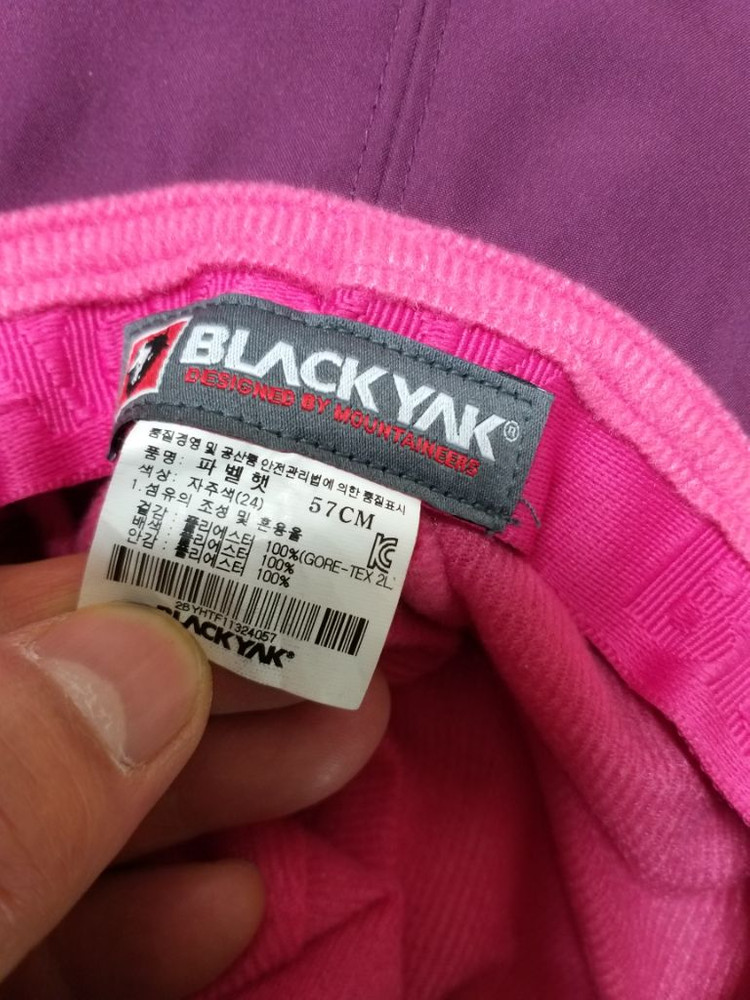 BLACKYAK®
DESIGNED BY MOUNTAINEERS
품질경영 및 공산품 안전관리법에 의한 품질표시
품명: 파 벨 햇
색상: 자주색(24) 57CM
1.섬유의 조성 및 혼용율
겉감: 폴리에스터 100%(GORE-TEX 2L
배색: 폴리에스터 100%
안감: 폴리에스터 100%
2BYHTF11324057
BLACKYAK®